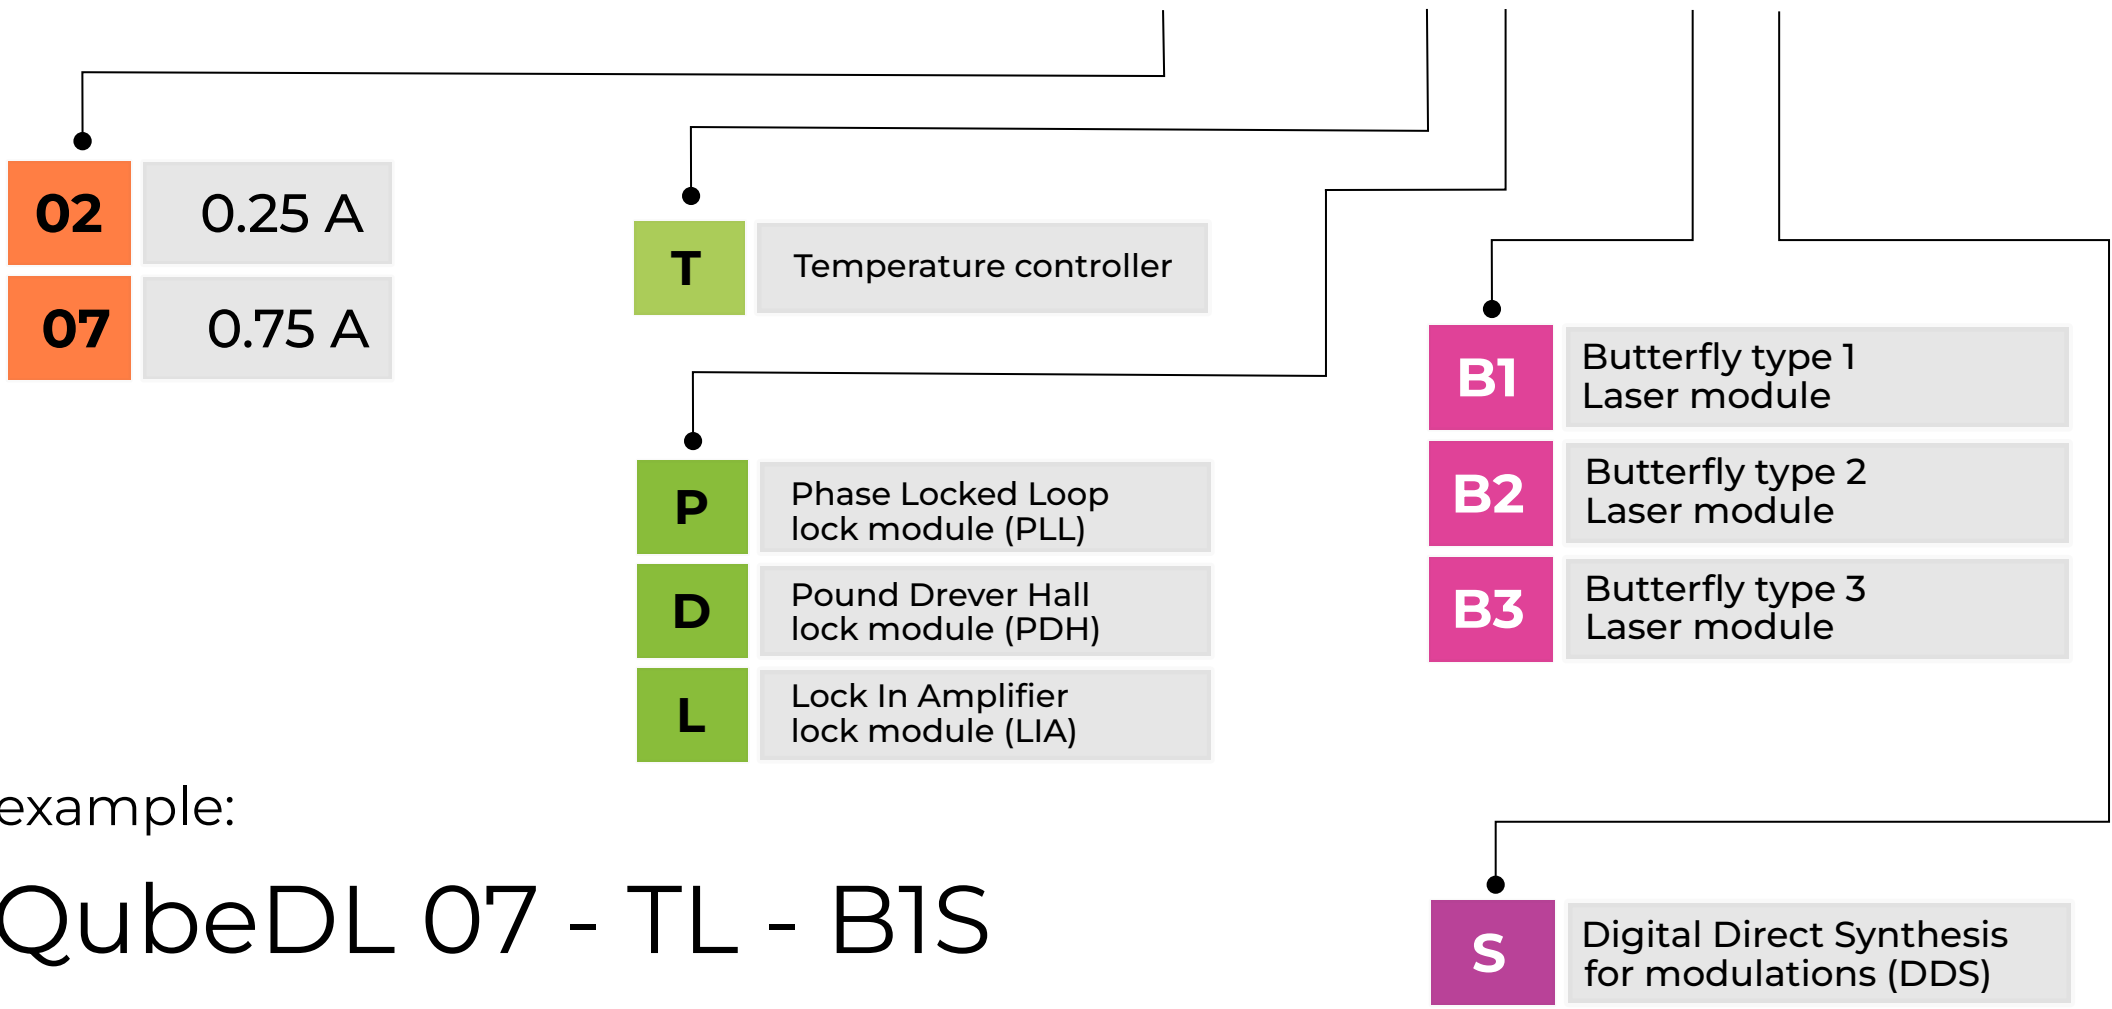 02 0.25 A
07 0.75 A
T Temperature controller
P Phase Locked Loop
lock module (PLL)
D Pound Drever Hall
lock module (PDH)
L Lock In Amplifier
lock module (LIA)
B1 Butterfly type 1
Laser module
B2 Butterfly type 2
Laser module
B3 Butterfly type 3
Laser module
S Digital Direct Synthesis
for modulations (DDS)
example:
QubeDL 07 - TL - B1S